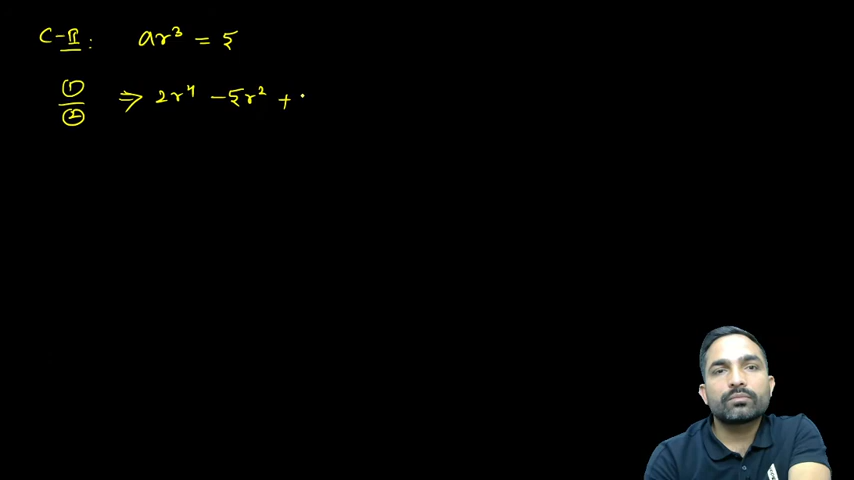 C-II: ar³ = 5
①/② ⇒ 2r⁴ - 5r² +